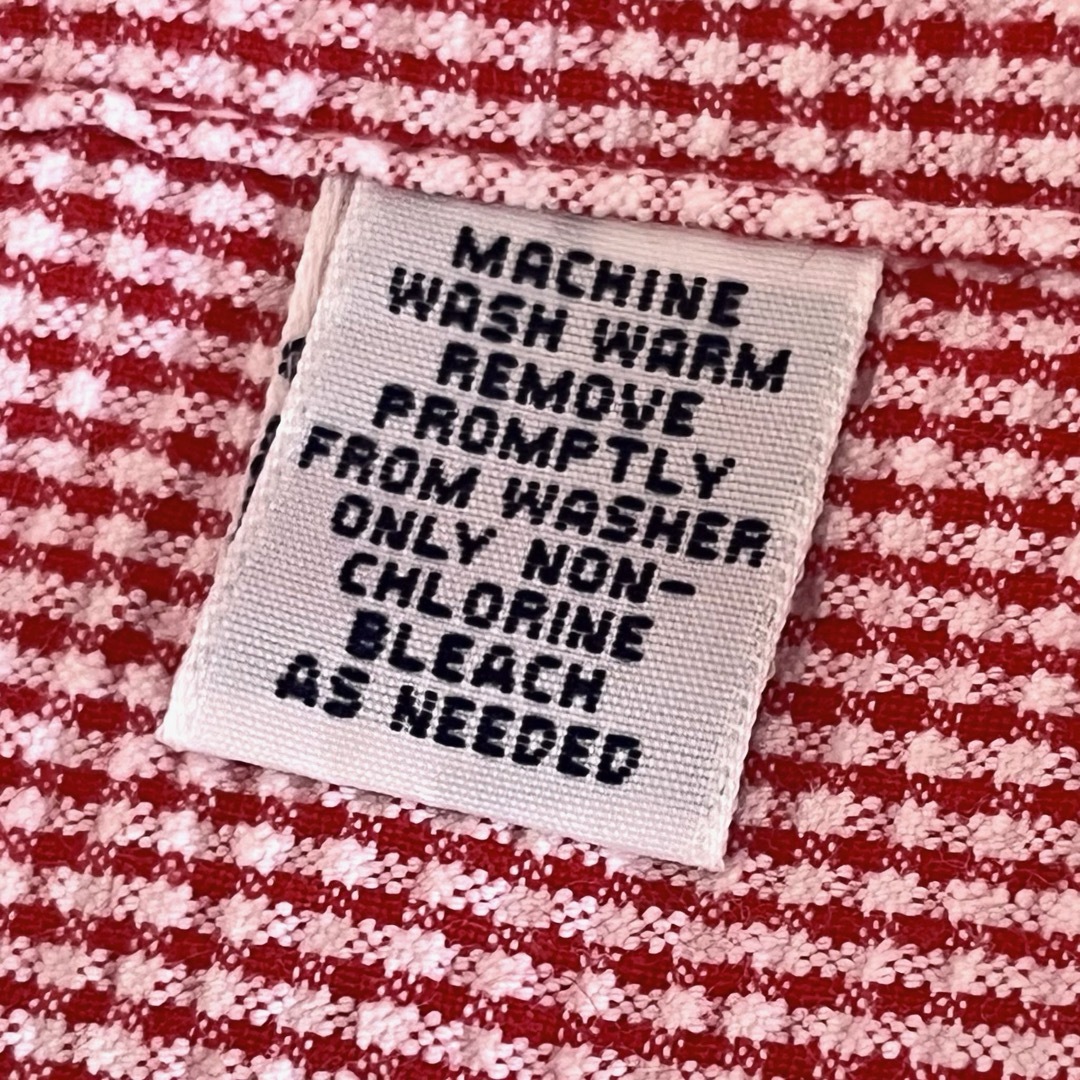 MACHINE
WASH WARM
REMOVE
PROMPTLY
FROM WASHER
ONLY NON-
CHLORINE
BLEACH
AS NEEDED